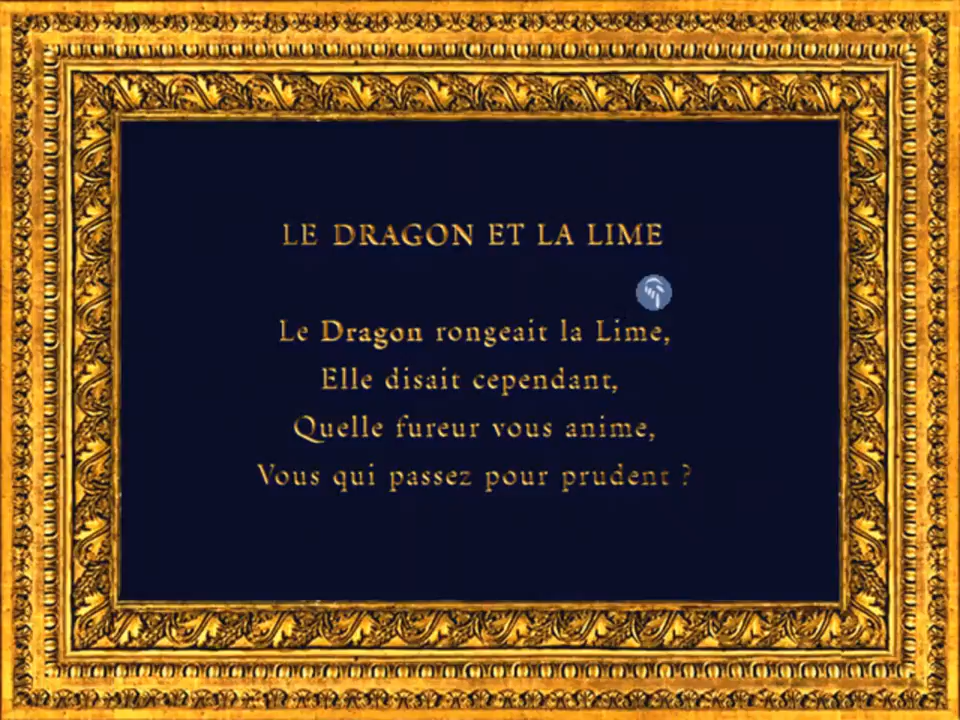 LE DRAGON ET LA LIME
Le Dragon rongeait la Lime,
Elle disait cependant,
Quelle fureur vous anime,
Vous qui passez pour prudent ?